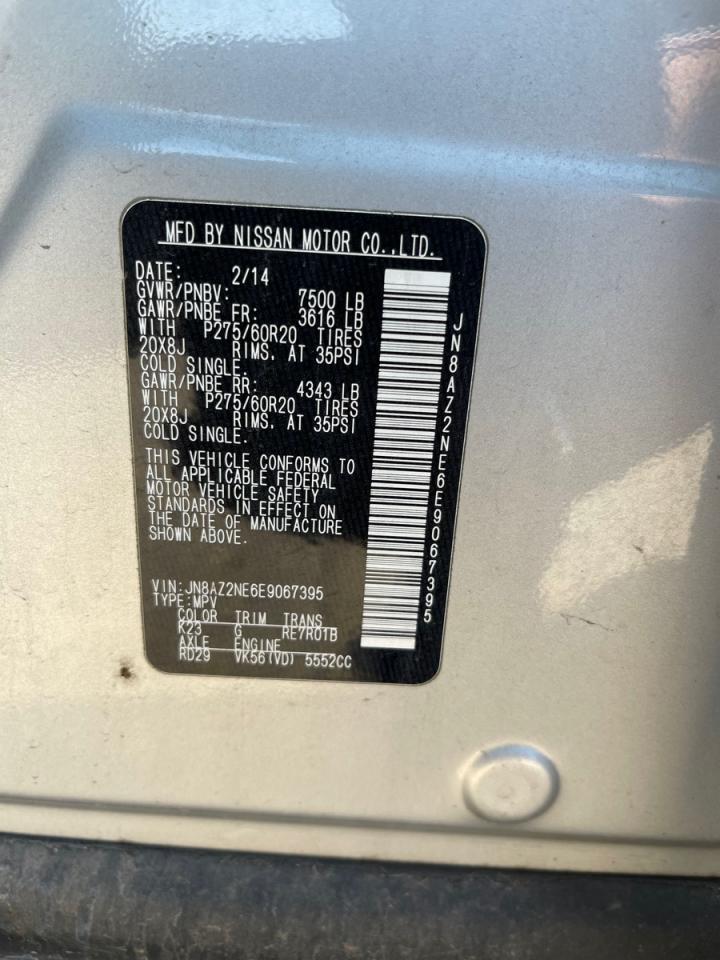 MFD BY NISSAN MOTOR CO.,LTD.
DATE: 2/14
GVWR/PNBV: 7500 LB
GAWR/PNBE FR: 3616 LB
WITH P275/60R20 TIRES
20X8J RIMS. AT 35PSI
COLD SINGLE.
GAWR/PNBE RR: 4343 LB
WITH P275/60R20 TIRES
20X8J RIMS. AT 35PSI
COLD SINGLE.
THIS VEHICLE CONFORMS TO
ALL APPLICABLE FEDERAL
MOTOR VEHICLE SAFETY
STANDARDS IN EFFECT ON
THE DATE OF MANUFACTURE
SHOWN ABOVE.
VIN:JN8AZ2NE6E9067395
TYPE:MPV
COLOR TRIM TRANS
K23 G RE7R01B
AXLE ENGINE
RD29 VK56(VD) 5552CC
JN8AZ2NE6E9067395